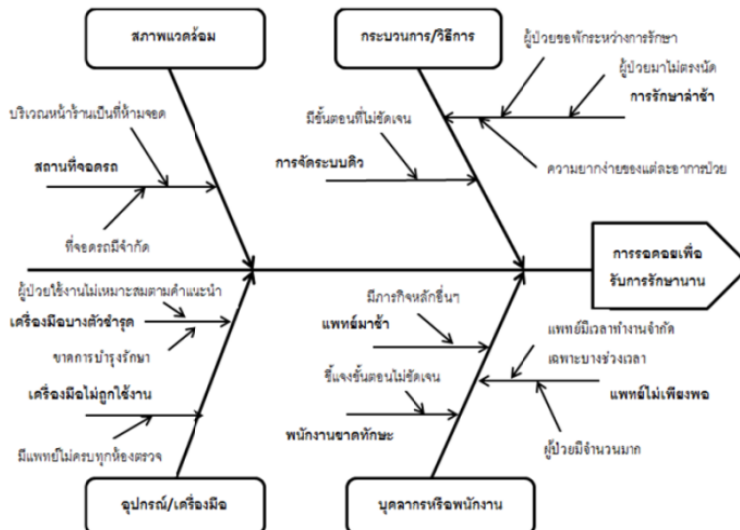 สภาพแวดล้อม
กระบวนการ/วิธีการ
ผู้ป่วยขอพักระหว่างการรักษา
ผู้ป่วยมาไม่ตรงนัด
การรักษาล่าช้า
บริเวณหน้าร้านเป็นที่ห้ามจอด
มีขั้นตอนที่ไม่ชัดเจน
สถานที่จอดรถ
การจัดระบบคิว
ความยากง่ายของแต่ละอาการป่วย
ที่จอดรถมีจำกัด
การรอคอยเพื่อ
รับการรักษานาน
ผู้ป่วยใช้งานไม่เหมาะสมตามคำแนะนำ
เครื่องมือบางตัวชำรุด
ขาดการบำรุงรักษา
มีภารกิจหลักอื่นๆ
แพทย์มาช้า
แพทย์มีเวลาทำงานจำกัด
เฉพาะบางช่วงเวลา
ชี้แจงขั้นตอนไม่ชัดเจน
เครื่องมือไม่ถูกใช้งาน
แพทย์ไม่เพียงพอ
พนักงานขาดทักษะ
มีแพทย์ไม่ครบทุกห้องตรวจ
ผู้ป่วยมีจำนวนมาก
อุปกรณ์/เครื่องมือ
บุคลากรหรือพนักงาน